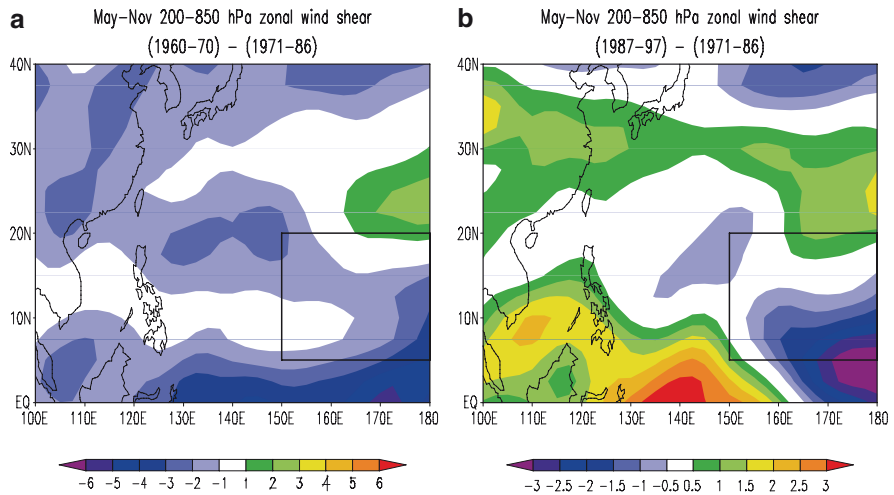 a
May-Nov 200-850 hPa zonal wind shear
(1960-70) - (1971-86)
40N
30N
20N
10N
EQ
100E 110E 120E 130E 140E 150E 160E 170E 180
-6 -5 -4 -3 -2 -1 1 2 3 4 5 6
b
May-Nov 200-850 hPa zonal wind shear
(1987-97) - (1971-86)
40N
30N
20N
10N
EQ
100E 110E 120E 130E 140E 150E 160E 170E 180
-3 -2.5 -2 -1.5 -1 -0.5 0.5 1 1.5 2 2.5 3